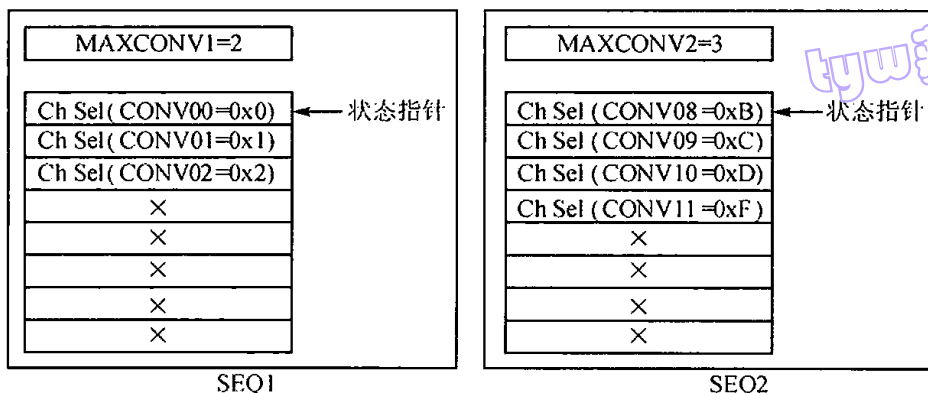 MAXCONV1=2
Ch Sel(CONV00=0x0)
状态指针
Ch Sel(CONV01=0x1)
Ch Sel(CONV02=0x2)
×
×
×
×
×
SEQ1
MAXCONV2=3
Ch Sel(CONV08=0xB)
状态指针
Ch Sel(CONV09=0xC)
Ch Sel(CONV10=0xD)
Ch Sel(CONV11=0xF)
×
×
×
×
SEQ2
tyw